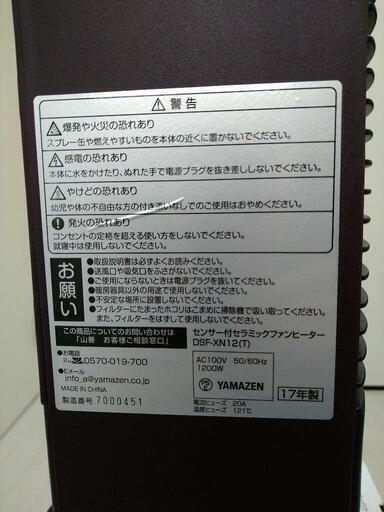 警告
爆発や火災の恐れあり
スプレー缶や燃えやすいものを本体の近くに置かないでください。
感電の恐れあり
本体に水をかけたり、ぬれた手で電源プラグを抜き差ししないでください。
やけどの恐れあり
幼児や体の不自由な方の付き添いなしでのご使用はおやめください。
発火の恐れあり
コンセントの定格を超える使い方をしないでください。
就寝中は使用しないでください。
お願い
●取扱説明書は必ずよくお読みください。
●送風口や吸気口をふさがないでください。
●ご使用にならないときは電源プラグを抜いてください。
●暖房器具以外の用途で使用しないでください。
●不安定な場所に設置しないでください。
●フィルターにたまったホコリはこまめに掃除機で吸い取ってください。
また、フィルターをはずして使用しないでください。
この商品に関するお問い合わせは
「山善 お客様ご相談窓口」
●お電話
0570-019-700
●Eメール
info_a@yamazen.co.jp
MADE IN CHINA
製造番号 7000451
センサー付セラミックファンヒーター
DSF-XN12(T)
AC100V 50/60Hz
1200W
PSE YAMAZEN
17年製
電流ヒューズ 20A
温度ヒューズ 121℃